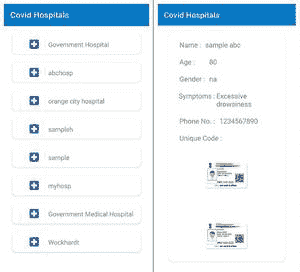 Covid Hospitals
Government Hospital
abchosp
orange city hospital
sampleh
sample
myhosp
Government Medical Hospital
Wockhardt
Covid Hospitals
Name : sample abc
Age : 80
Gender : na
Symptoms : Excessive
drowsiness
Phone No. : 1234567890
Unique Code :